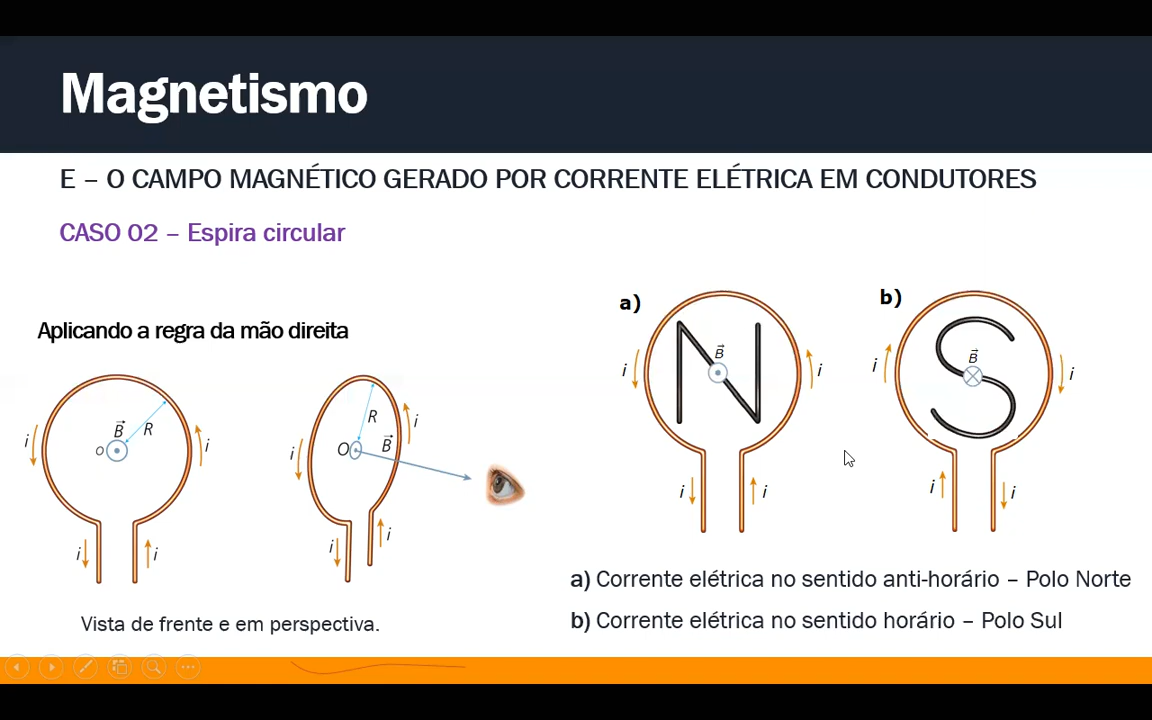 Magnetismo
E – O CAMPO MAGNÉTICO GERADO POR CORRENTE ELÉTRICA EM CONDUTORES
CASO 02 – Espira circular
Aplicando a regra da mão direita
i
B
R
o
i
i
i
i
R
O
B
i
i
i
Vista de frente e em perspectiva.
a)
N
B
i
i
i
i
b)
S
B
i
i
i
i
a) Corrente elétrica no sentido anti-horário – Polo Norte
b) Corrente elétrica no sentido horário – Polo Sul